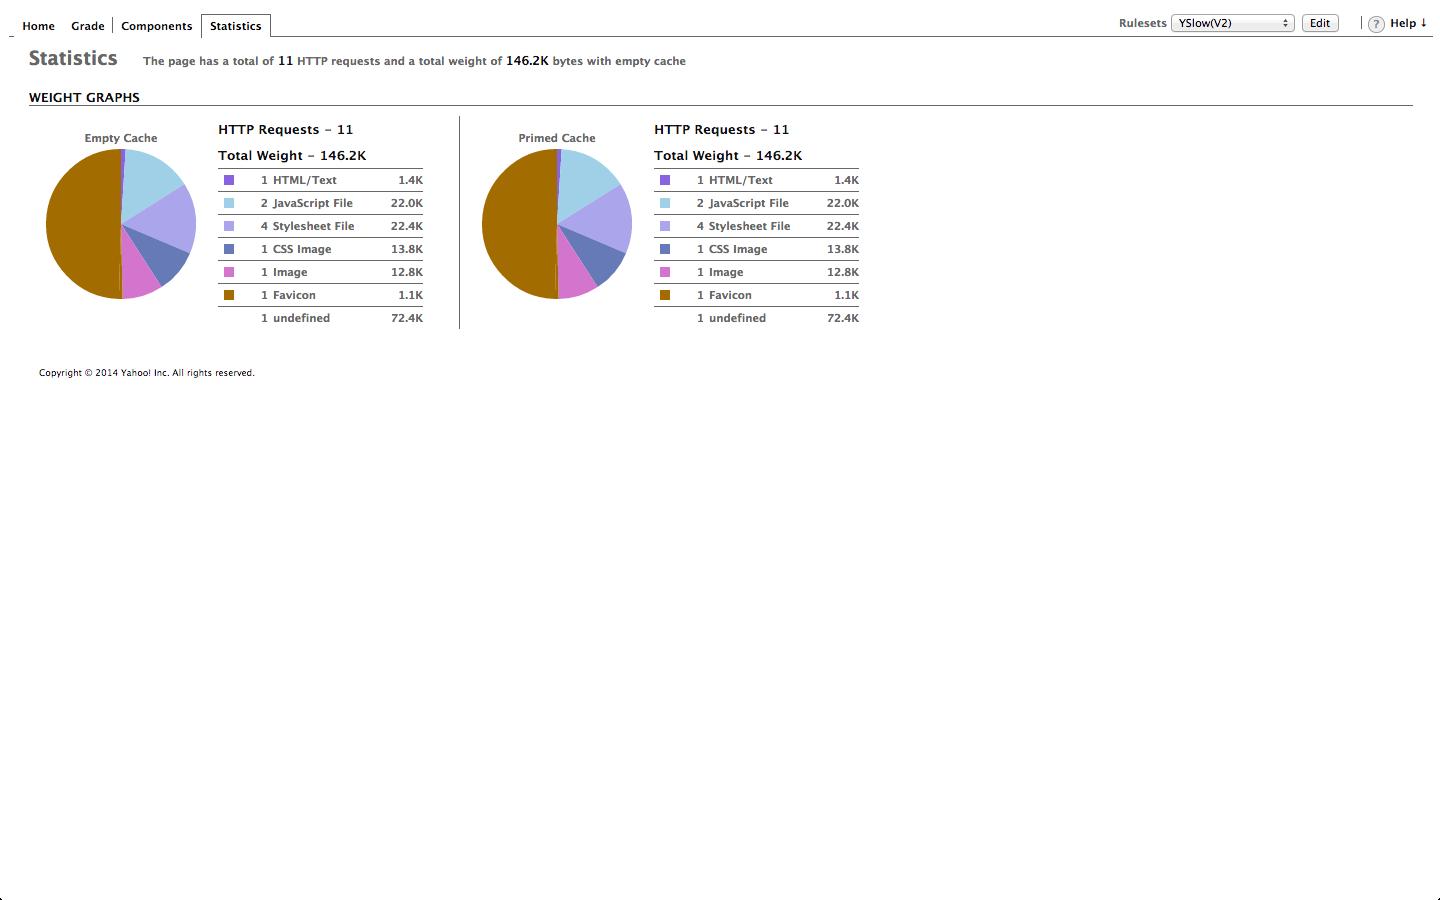 Home Grade Components Statistics Rulesets YSlow(V2) Edit ? Help ↓
Statistics The page has a total of 11 HTTP requests and a total weight of 146.2K bytes with empty cache
WEIGHT GRAPHS
Empty Cache
HTTP Requests - 11
Total Weight - 146.2K
1 HTML/Text 1.4K
2 JavaScript File 22.0K
4 Stylesheet File 22.4K
1 CSS Image 13.8K
1 Image 12.8K
1 Favicon 1.1K
1 undefined 72.4K
Primed Cache
HTTP Requests - 11
Total Weight - 146.2K
1 HTML/Text 1.4K
2 JavaScript File 22.0K
4 Stylesheet File 22.4K
1 CSS Image 13.8K
1 Image 12.8K
1 Favicon 1.1K
1 undefined 72.4K
Copyright © 2014 Yahoo! Inc. All rights reserved.